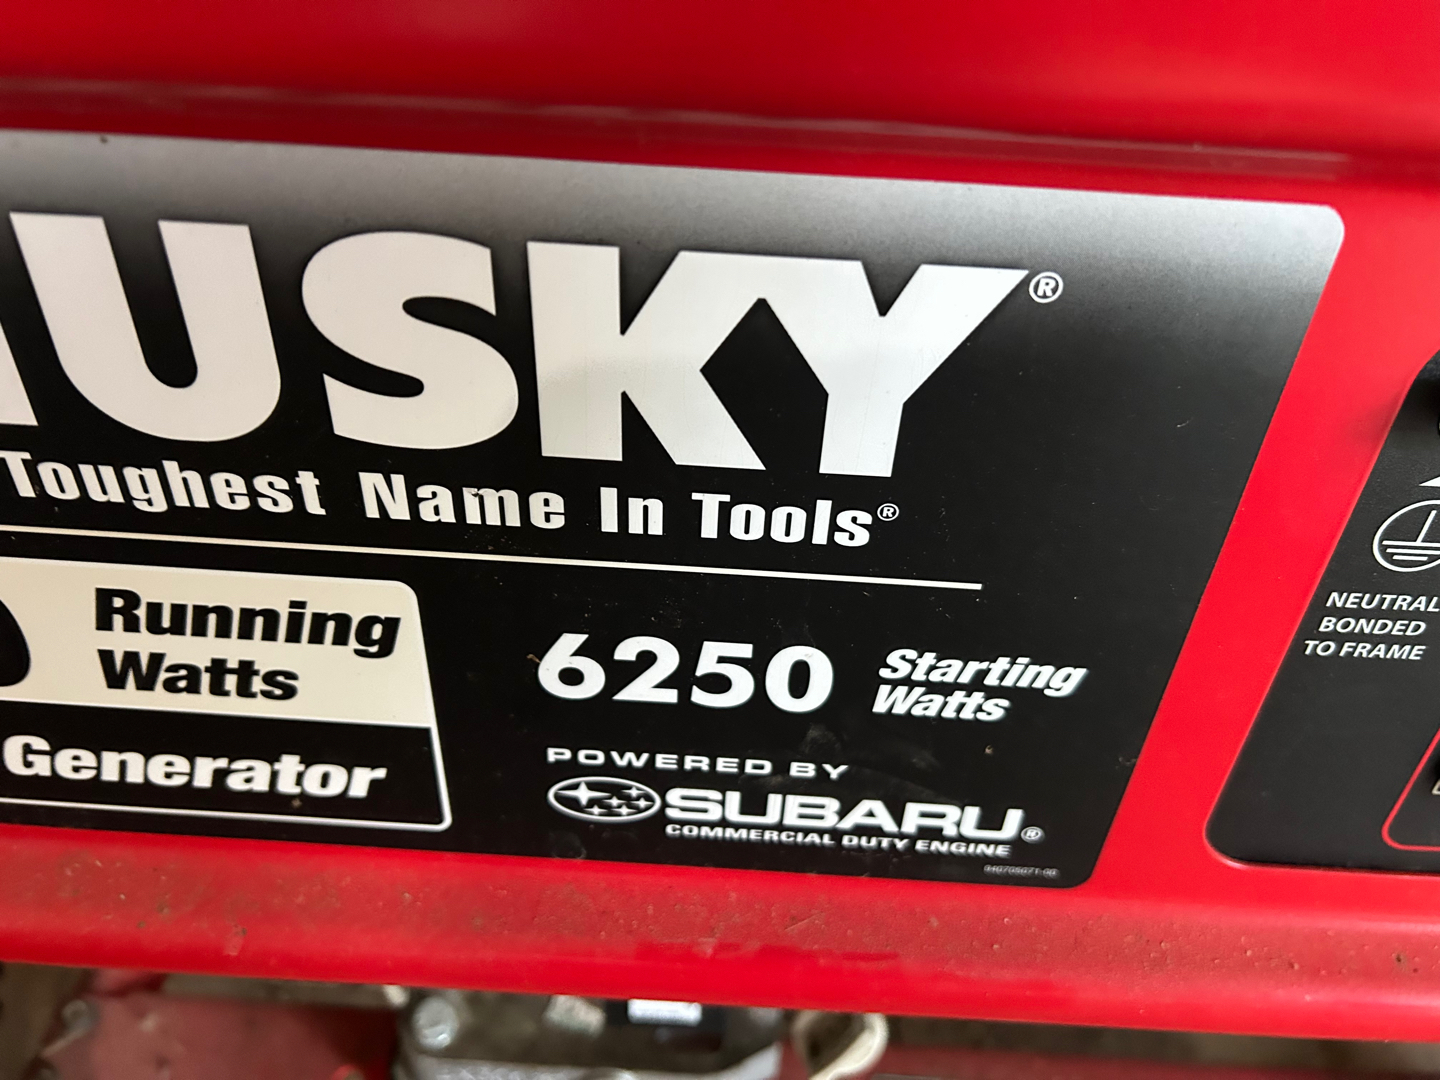 HUSKY®
Toughest Name In Tools®
Running
Watts
Generator
6250 Starting
Watts
POWERED BY
SUBARU®
COMMERCIAL DUTY ENGINE
NEUTRAL
BONDED
TO FRAME